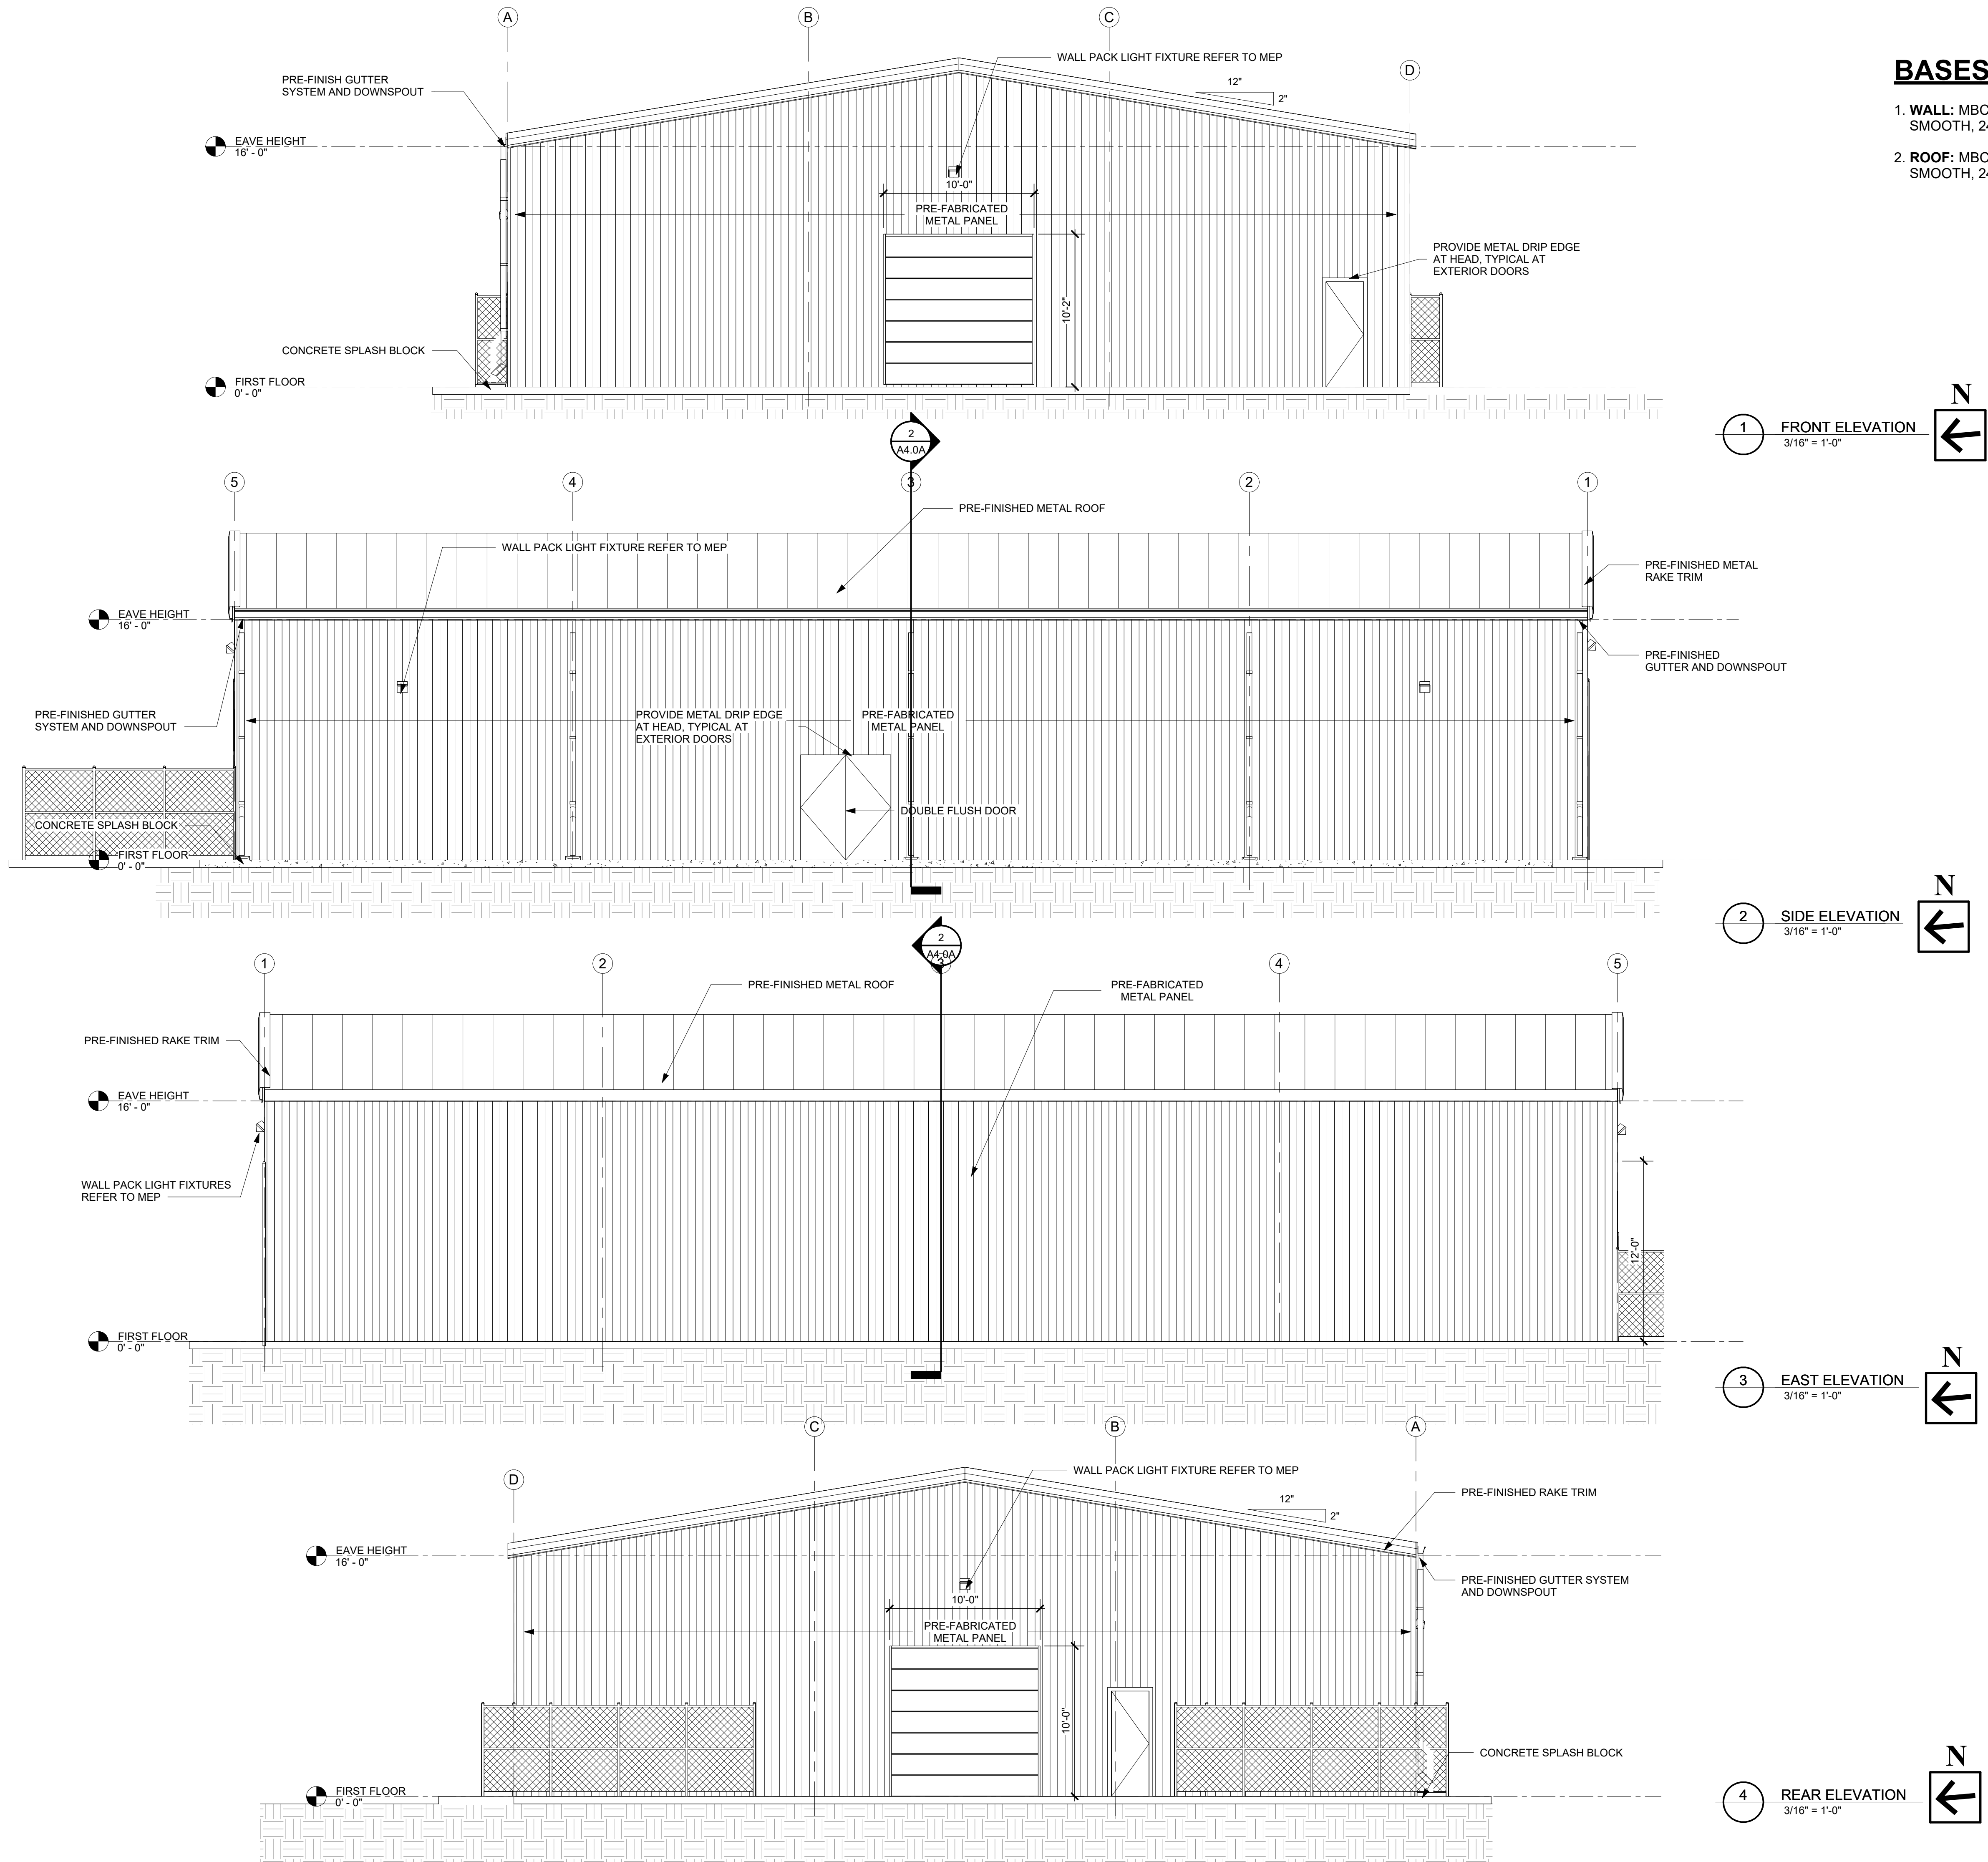 A
B
C
D
WALL PACK LIGHT FIXTURE REFER TO MEP
PRE-FINISH GUTTER
SYSTEM AND DOWNSPOUT
12"
2"
EAVE HEIGHT
16' - 0"
10'-0"
PRE-FABRICATED
METAL PANEL
PROVIDE METAL DRIP EDGE
AT HEAD, TYPICAL AT
EXTERIOR DOORS
10'-2"
CONCRETE SPLASH BLOCK
FIRST FLOOR
0' - 0"
BASES
1. WALL: MBC
SMOOTH, 24
2. ROOF: MBC
SMOOTH, 24
1
FRONT ELEVATION
3/16" = 1'-0"
N
2
A4.0A
5
4
3
2
1
PRE-FINISHED METAL ROOF
WALL PACK LIGHT FIXTURE REFER TO MEP
PRE-FINISHED METAL
RAKE TRIM
EAVE HEIGHT
16' - 0"
PRE-FINISHED
GUTTER AND DOWNSPOUT
PRE-FINISHED GUTTER
SYSTEM AND DOWNSPOUT
PROVIDE METAL DRIP EDGE
AT HEAD, TYPICAL AT
EXTERIOR DOORS
PRE-FABRICATED
METAL PANEL
DOUBLE FLUSH DOOR
CONCRETE SPLASH BLOCK
FIRST FLOOR
0' - 0"
2
SIDE ELEVATION
3/16" = 1'-0"
N
2
A4.0A
1
2
3
4
5
PRE-FINISHED METAL ROOF
PRE-FABRICATED
METAL PANEL
PRE-FINISHED RAKE TRIM
EAVE HEIGHT
16' - 0"
WALL PACK LIGHT FIXTURES
REFER TO MEP
12'-0"
FIRST FLOOR
0' - 0"
3
EAST ELEVATION
3/16" = 1'-0"
N
D
C
B
A
WALL PACK LIGHT FIXTURE REFER TO MEP
12"
2"
PRE-FINISHED RAKE TRIM
EAVE HEIGHT
16' - 0"
PRE-FINISHED GUTTER SYSTEM
AND DOWNSPOUT
10'-0"
PRE-FABRICATED
METAL PANEL
10'-0"
CONCRETE SPLASH BLOCK
FIRST FLOOR
0' - 0"
4
REAR ELEVATION
3/16" = 1'-0"
N